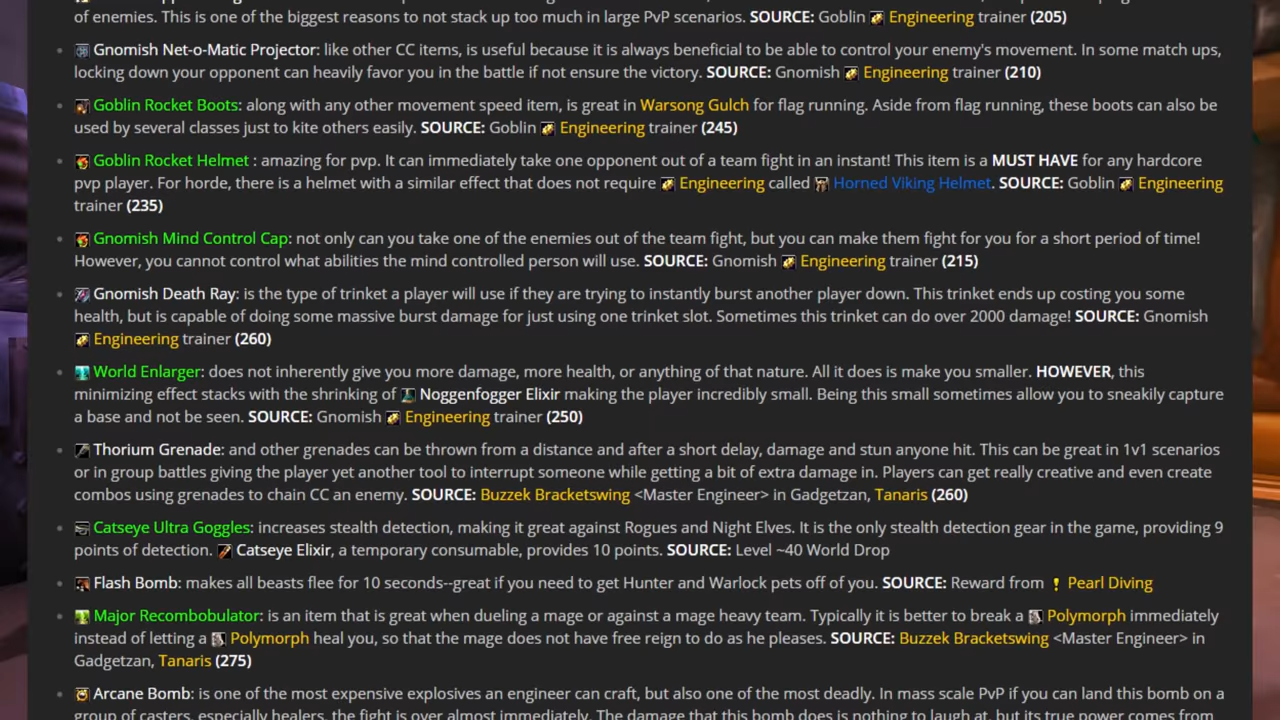 of enemies. This is one of the biggest reasons to not stack up too much in large PvP scenarios. SOURCE: Goblin Engineering trainer (205)
Gnomish Net-o-Matic Projector: like other CC items, is useful because it is always beneficial to be able to control your enemy's movement. In some match ups,
locking down your opponent can heavily favor you in the battle if not ensure the victory. SOURCE: Gnomish Engineering trainer (210)
Goblin Rocket Boots: along with any other movement speed item, is great in Warsong Gulch for flag running. Aside from flag running, these boots can also be
used by several classes just to kite others easily. SOURCE: Goblin Engineering trainer (245)
Goblin Rocket Helmet : amazing for pvp. It can immediately take one opponent out of a team fight in an instant! This item is a MUST HAVE for any hardcore
pvp player. For horde, there is a helmet with a similar effect that does not require Engineering called Horned Viking Helmet. SOURCE: Goblin Engineering
trainer (235)
Gnomish Mind Control Cap: not only can you take one of the enemies out of the team fight, but you can make them fight for you for a short period of time!
However, you cannot control what abilities the mind controlled person will use. SOURCE: Gnomish Engineering trainer (215)
Gnomish Death Ray: is the type of trinket a player will use if they are trying to instantly burst another player down. This trinket ends up costing you some
health, but is capable of doing some massive burst damage for just using one trinket slot. Sometimes this trinket can do over 2000 damage! SOURCE: Gnomish
Engineering trainer (260)
World Enlarger: does not inherently give you more damage, more health, or anything of that nature. All it does is make you smaller. HOWEVER, this
minimizing effect stacks with the shrinking of Noggenfogger Elixir making the player incredibly small. Being this small sometimes allow you to sneakily capture
a base and not be seen. SOURCE: Gnomish Engineering trainer (250)
Thorium Grenade: and other grenades can be thrown from a distance and after a short delay, damage and stun anyone hit. This can be great in 1v1 scenarios
or in group battles giving the player yet another tool to interrupt someone while getting a bit of extra damage in. Players can get really creative and even create
combos using grenades to chain CC an enemy. SOURCE: Buzzek Bracketswing <Master Engineer> in Gadgetzan, Tanaris (260)
Catseye Ultra Goggles: increases stealth detection, making it great against Rogues and Night Elves. It is the only stealth detection gear in the game, providing 9
points of detection. Catseye Elixir, a temporary consumable, provides 10 points. SOURCE: Level ~40 World Drop
Flash Bomb: makes all beasts flee for 10 seconds--great if you need to get Hunter and Warlock pets off of you. SOURCE: Reward from Pearl Diving
Major Recombobulator: is an item that is great when dueling a mage or against a mage heavy team. Typically it is better to break a Polymorph immediately
instead of letting a Polymorph heal you, so that the mage does not have free reign to do as he pleases. SOURCE: Buzzek Bracketswing <Master Engineer> in
Gadgetzan, Tanaris (275)
Arcane Bomb: is one of the most expensive explosives an engineer can craft, but also one of the most deadly. In mass scale PvP if you can land this bomb on a
group of casters, especially healers, the fight is over almost immediately. The damage that this bomb does is nothing to laugh at, but its true power comes from